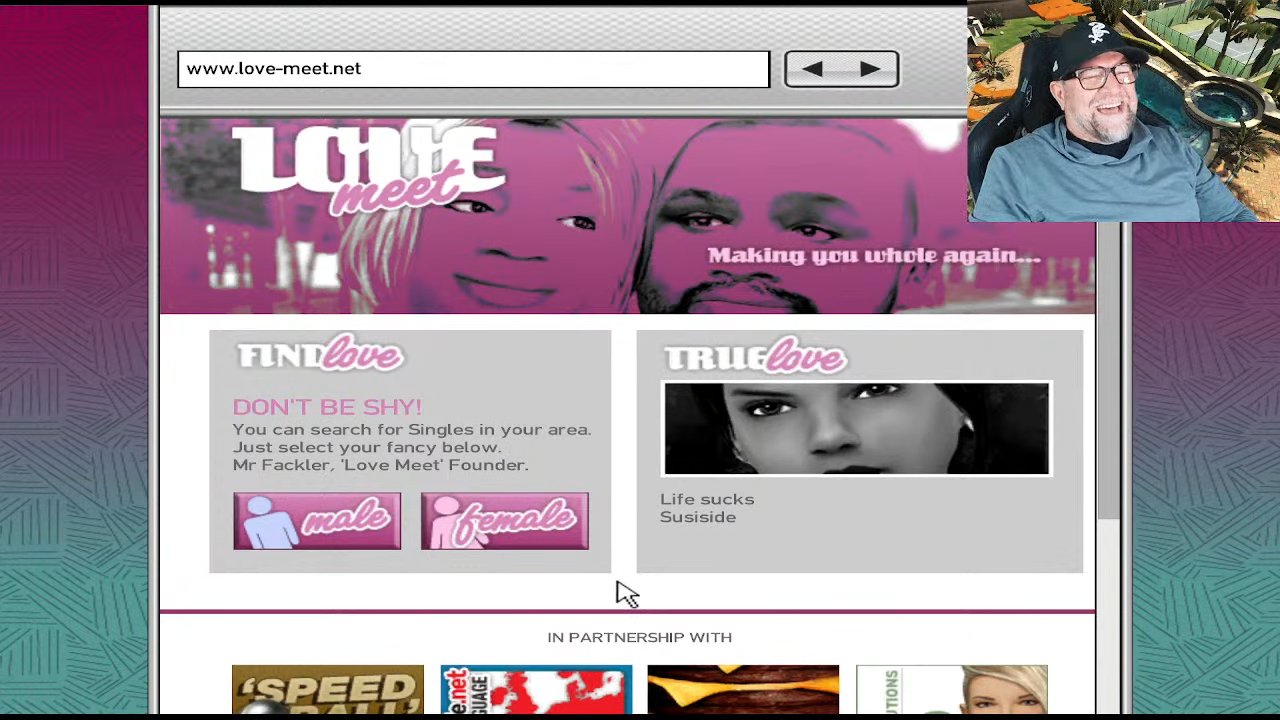 www.love-meet.net
LOVE
meet
Making you whole again...
FIND love
TRUE love
DON'T BE SHY!
You can search for Singles in your area.
Just select your fancy below.
Mr Fackler, 'Love Meet' Founder.
male
female
Life sucks
Susiside
IN PARTNERSHIP WITH
'SPEED